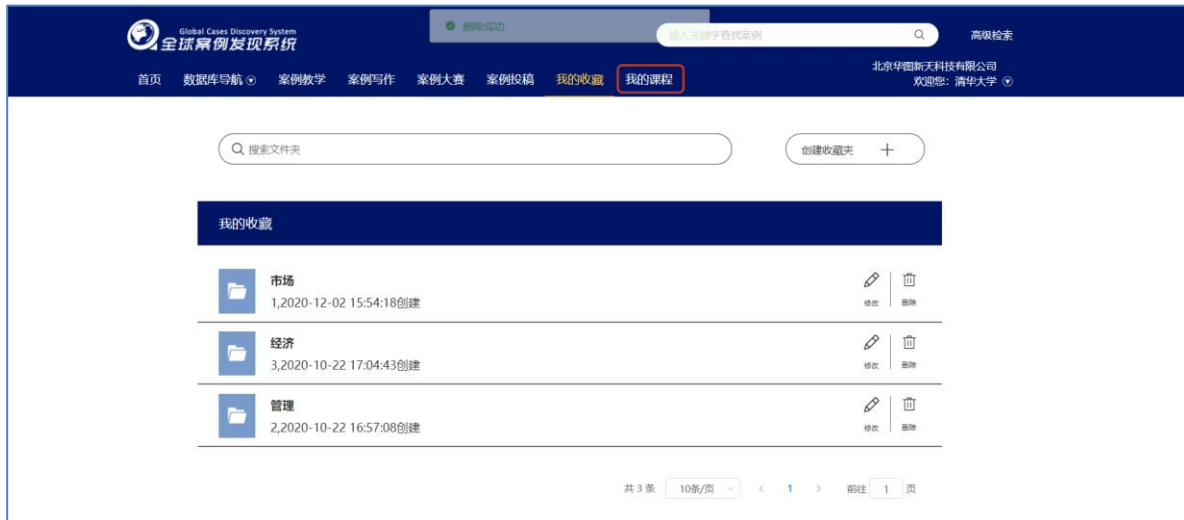 Global Cases Discovery System
全球案例发现系统
删除成功
输入关键字查找案例
高级检索
北京华图新天科技有限公司
欢迎您：清华大学
首页 数据库导航 案例教学 案例写作 案例大赛 案例投稿 我的收藏 我的课程
搜索文件夹
创建收藏夹
我的收藏
市场
1,2020-12-02 15:54:18创建
修改 删除
经济
3,2020-10-22 17:04:43创建
修改 删除
管理
2,2020-10-22 16:57:08创建
修改 删除
共 3 条 10条/页 < 1 > 前往 1 页